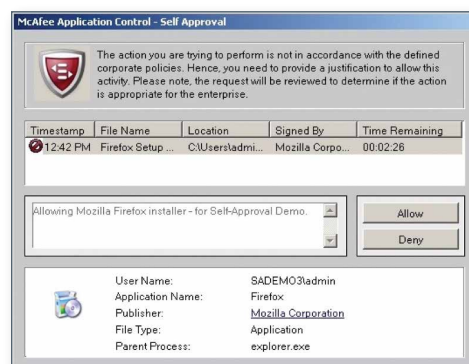 McAfee Application Control - Self Approval
The action you are trying to perform is not in accordance with the defined
corporate policies. Hence, you need to provide a justification to allow this
activity. Please note, the request will be reviewed to determine if the action
is appropriate for the enterprise.
Timestamp File Name Location Signed By Time Remaining
12:42 PM Firefox Setup ... C:\Users\admi... Mozilla Corpo... 00:02:26
Allowing Mozilla Firefox installer - for Self-Approval Demo.
Allow
Deny
User Name: SADEMO3\admin
Application Name: Firefox
Publisher: Mozilla Corporation
File Type: Application
Parent Process: explorer.exe